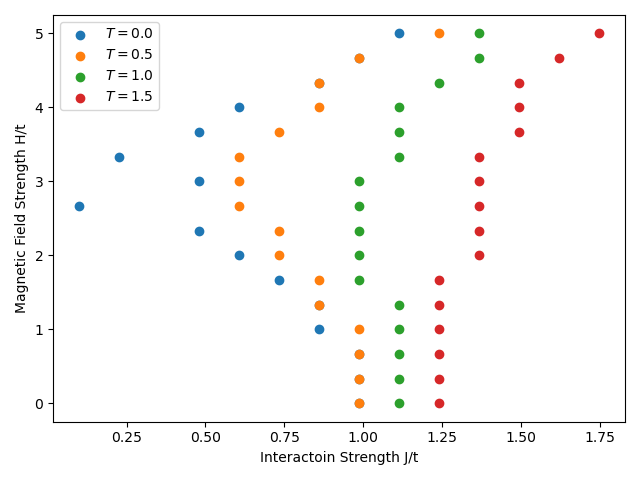 T = 0.0
T = 0.5
T = 1.0
T = 1.5
Magnetic Field Strength H/t
5
4
3
2
1
0
0.25 0.50 0.75 1.00 1.25 1.50 1.75
Interactoin Strength J/t